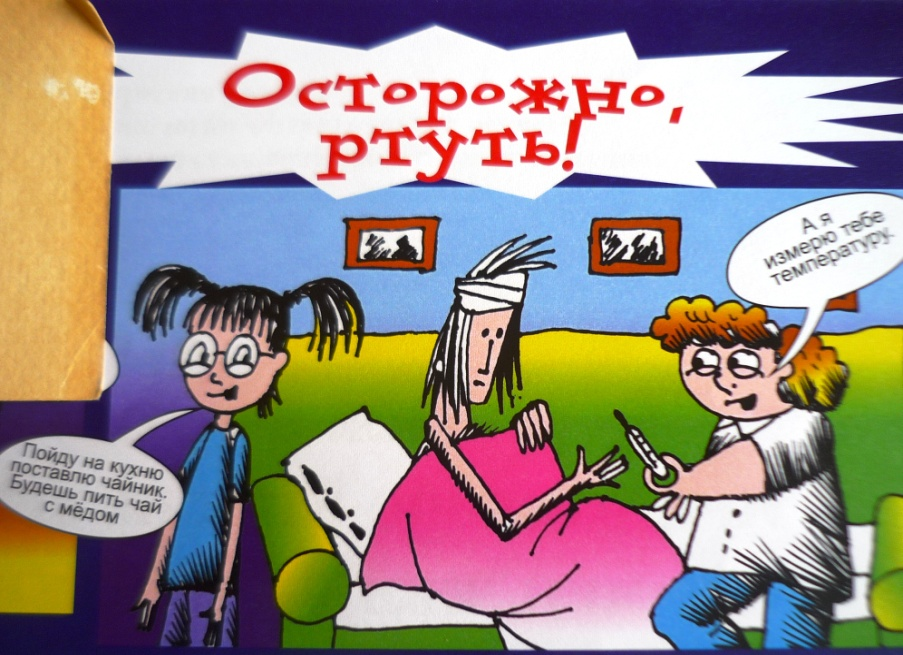 Осторожно,
ртуть!
А я
измерю тебе
температуру.
Пойду на кухню
поставлю чайник.
Будешь пить чай
с мёдом